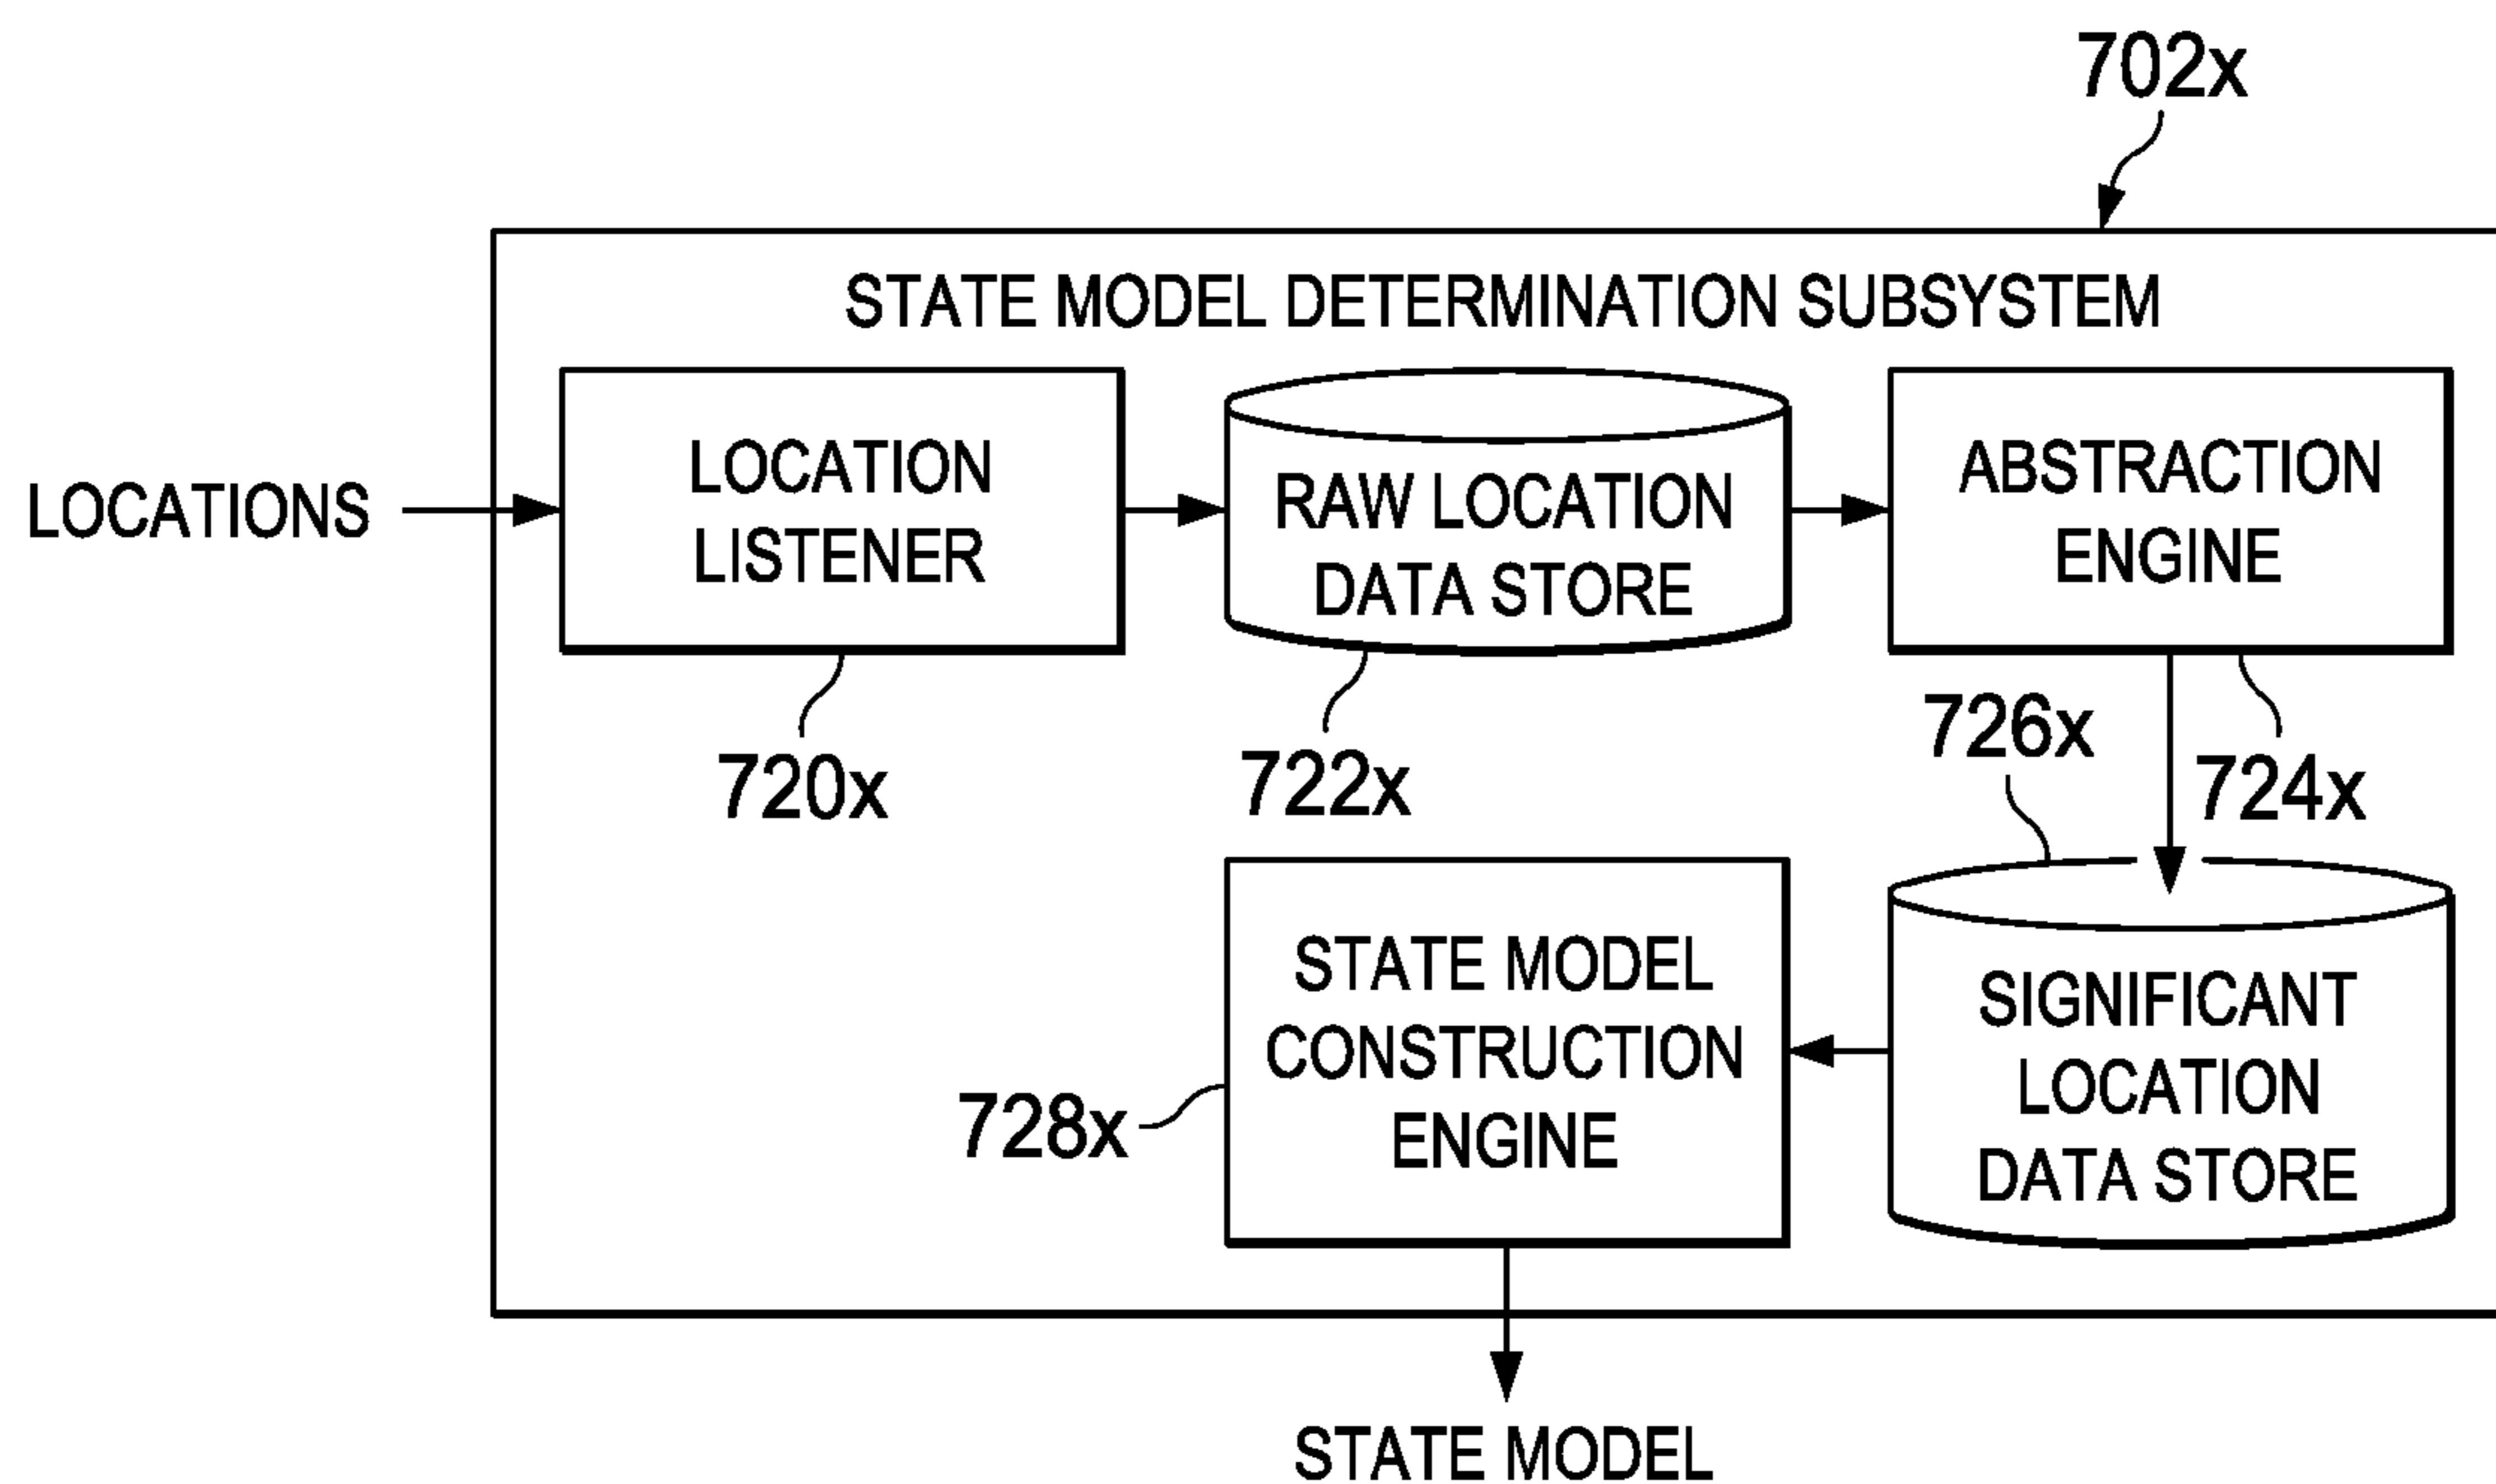 702x
STATE MODEL DETERMINATION SUBSYSTEM
LOCATIONS
LOCATION
LISTENER
720x
RAW LOCATION
DATA STORE
722x
ABSTRACTION
ENGINE
724x
726x
SIGNIFICANT
LOCATION
DATA STORE
STATE MODEL
CONSTRUCTION
ENGINE
728x
STATE MODEL